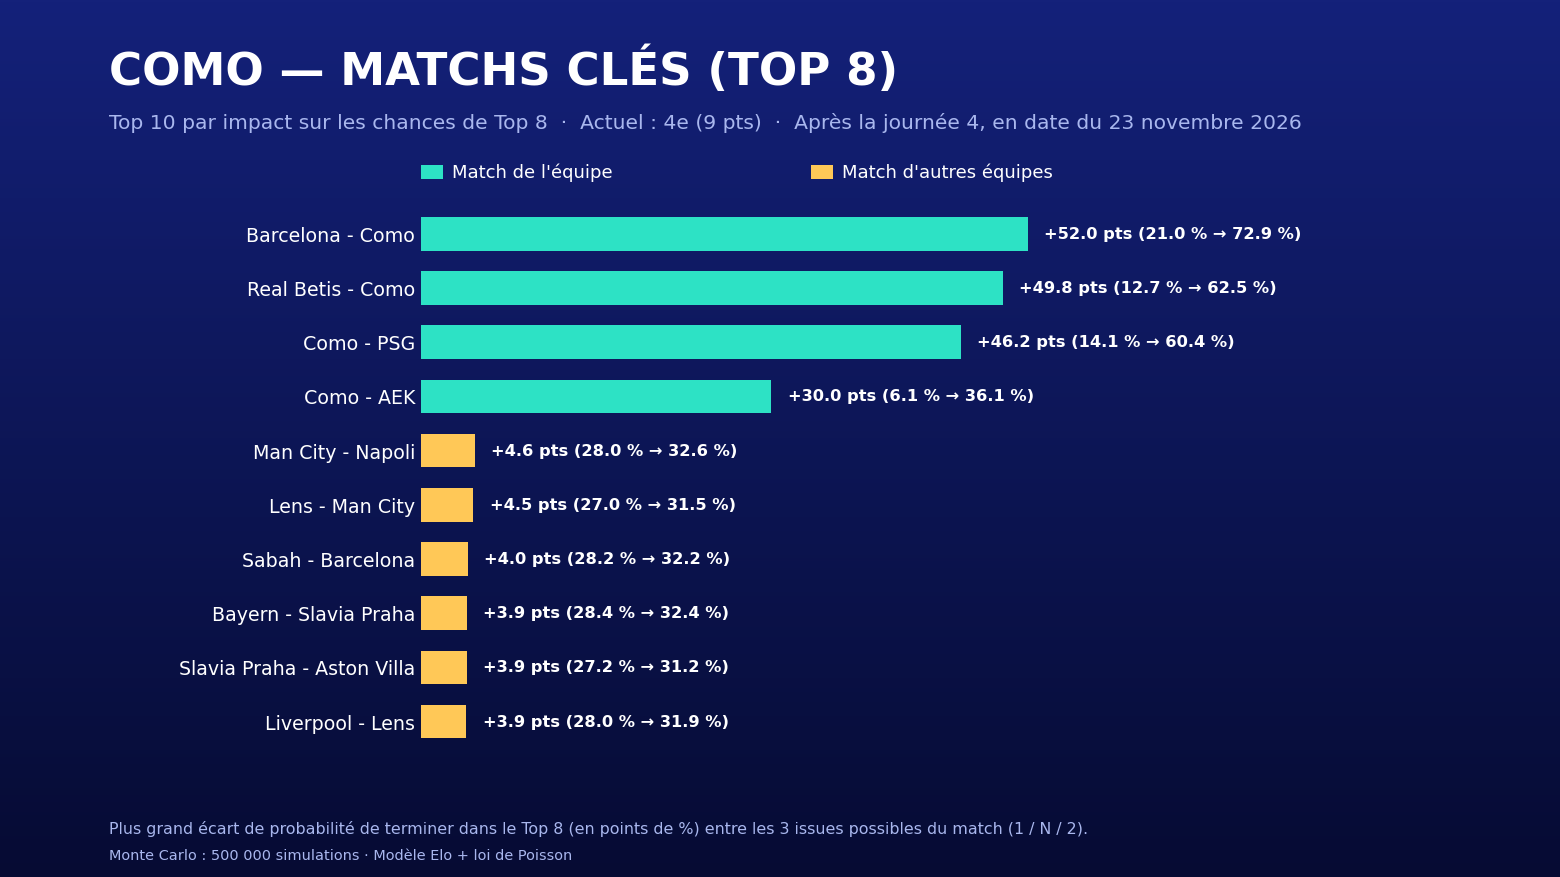 COMO — MATCHS CLÉS (TOP 8)
Top 10 par impact sur les chances de Top 8 · Actuel : 4e (9 pts) · Après la journée 4, en date du 23 novembre 2026
Match de l'équipe
Match d'autres équipes
Barcelona - Como +52.0 pts (21.0 % → 72.9 %)
Real Betis - Como +49.8 pts (12.7 % → 62.5 %)
Como - PSG +46.2 pts (14.1 % → 60.4 %)
Como - AEK +30.0 pts (6.1 % → 36.1 %)
Man City - Napoli +4.6 pts (28.0 % → 32.6 %)
Lens - Man City +4.5 pts (27.0 % → 31.5 %)
Sabah - Barcelona +4.0 pts (28.2 % → 32.2 %)
Bayern - Slavia Praha +3.9 pts (28.4 % → 32.4 %)
Slavia Praha - Aston Villa +3.9 pts (27.2 % → 31.2 %)
Liverpool - Lens +3.9 pts (28.0 % → 31.9 %)
Plus grand écart de probabilité de terminer dans le Top 8 (en points de %) entre les 3 issues possibles du match (1 / N / 2).
Monte Carlo : 500 000 simulations · Modèle Elo + loi de Poisson